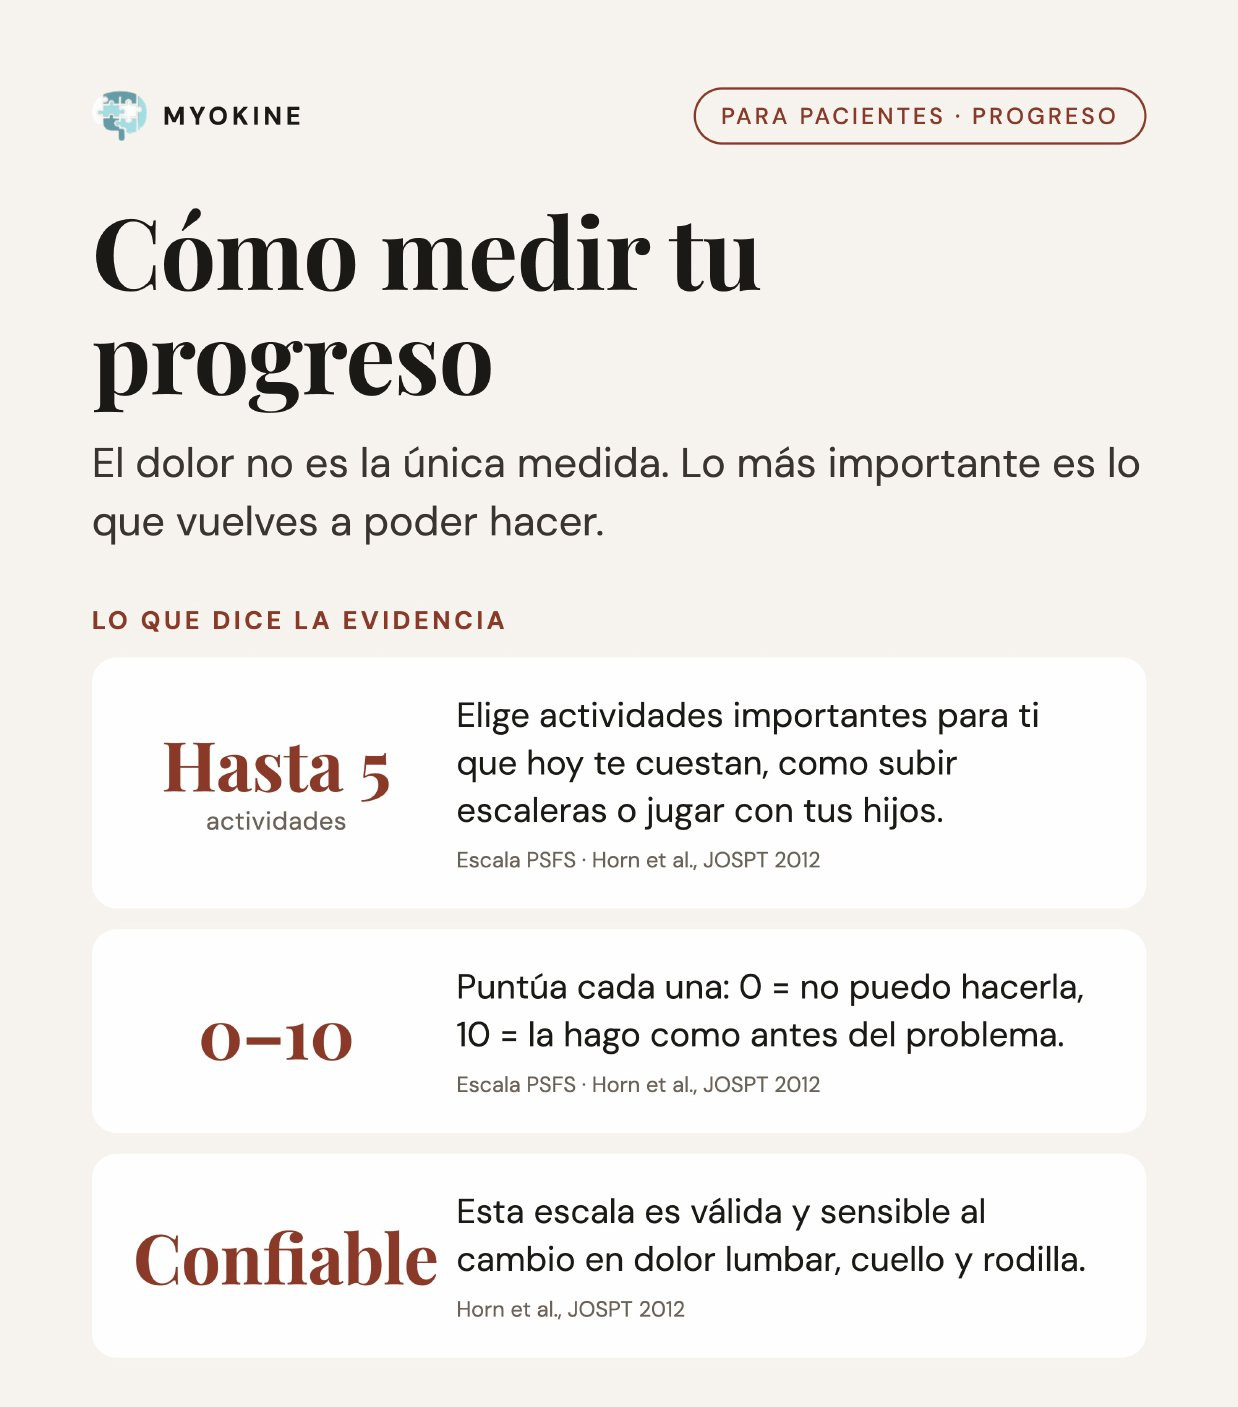 MYOKINE
PARA PACIENTES · PROGRESO
Cómo medir tu
progreso
El dolor no es la única medida. Lo más importante es lo
que vuelves a poder hacer.
LO QUE DICE LA EVIDENCIA
Hasta 5
actividades
Elige actividades importantes para ti
que hoy te cuestan, como subir
escaleras o jugar con tus hijos.
Escala PSFS · Horn et al., JOSPT 2012
0–10
Puntúa cada una: 0 = no puedo hacerla,
10 = la hago como antes del problema.
Escala PSFS · Horn et al., JOSPT 2012
Confiable
Esta escala es válida y sensible al
cambio en dolor lumbar, cuello y rodilla.
Horn et al., JOSPT 2012